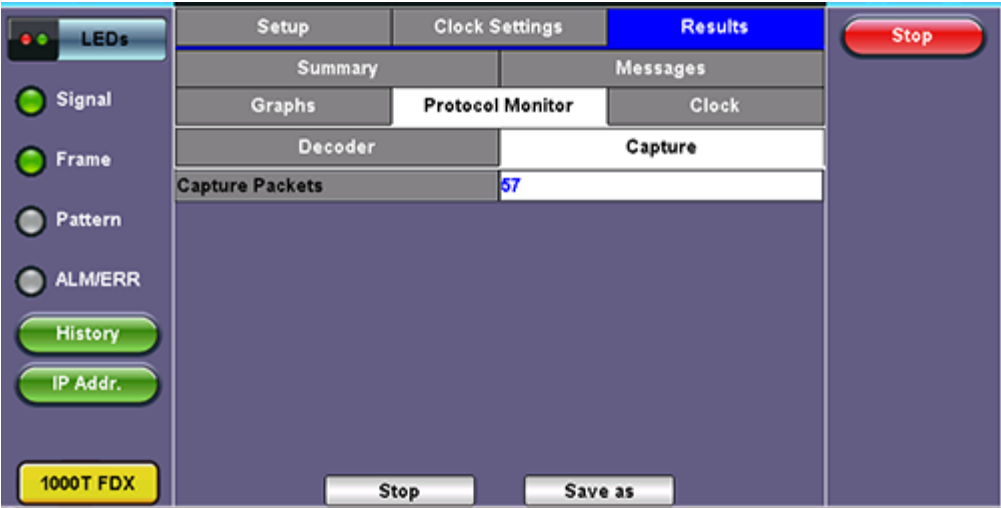 LEDs
Signal
Frame
Pattern
ALM/ERR
History
IP Addr.
1000T FDX
Setup Clock Settings Results
Summary Messages
Graphs Protocol Monitor Clock
Decoder Capture
Capture Packets 57
Stop Save as
Stop